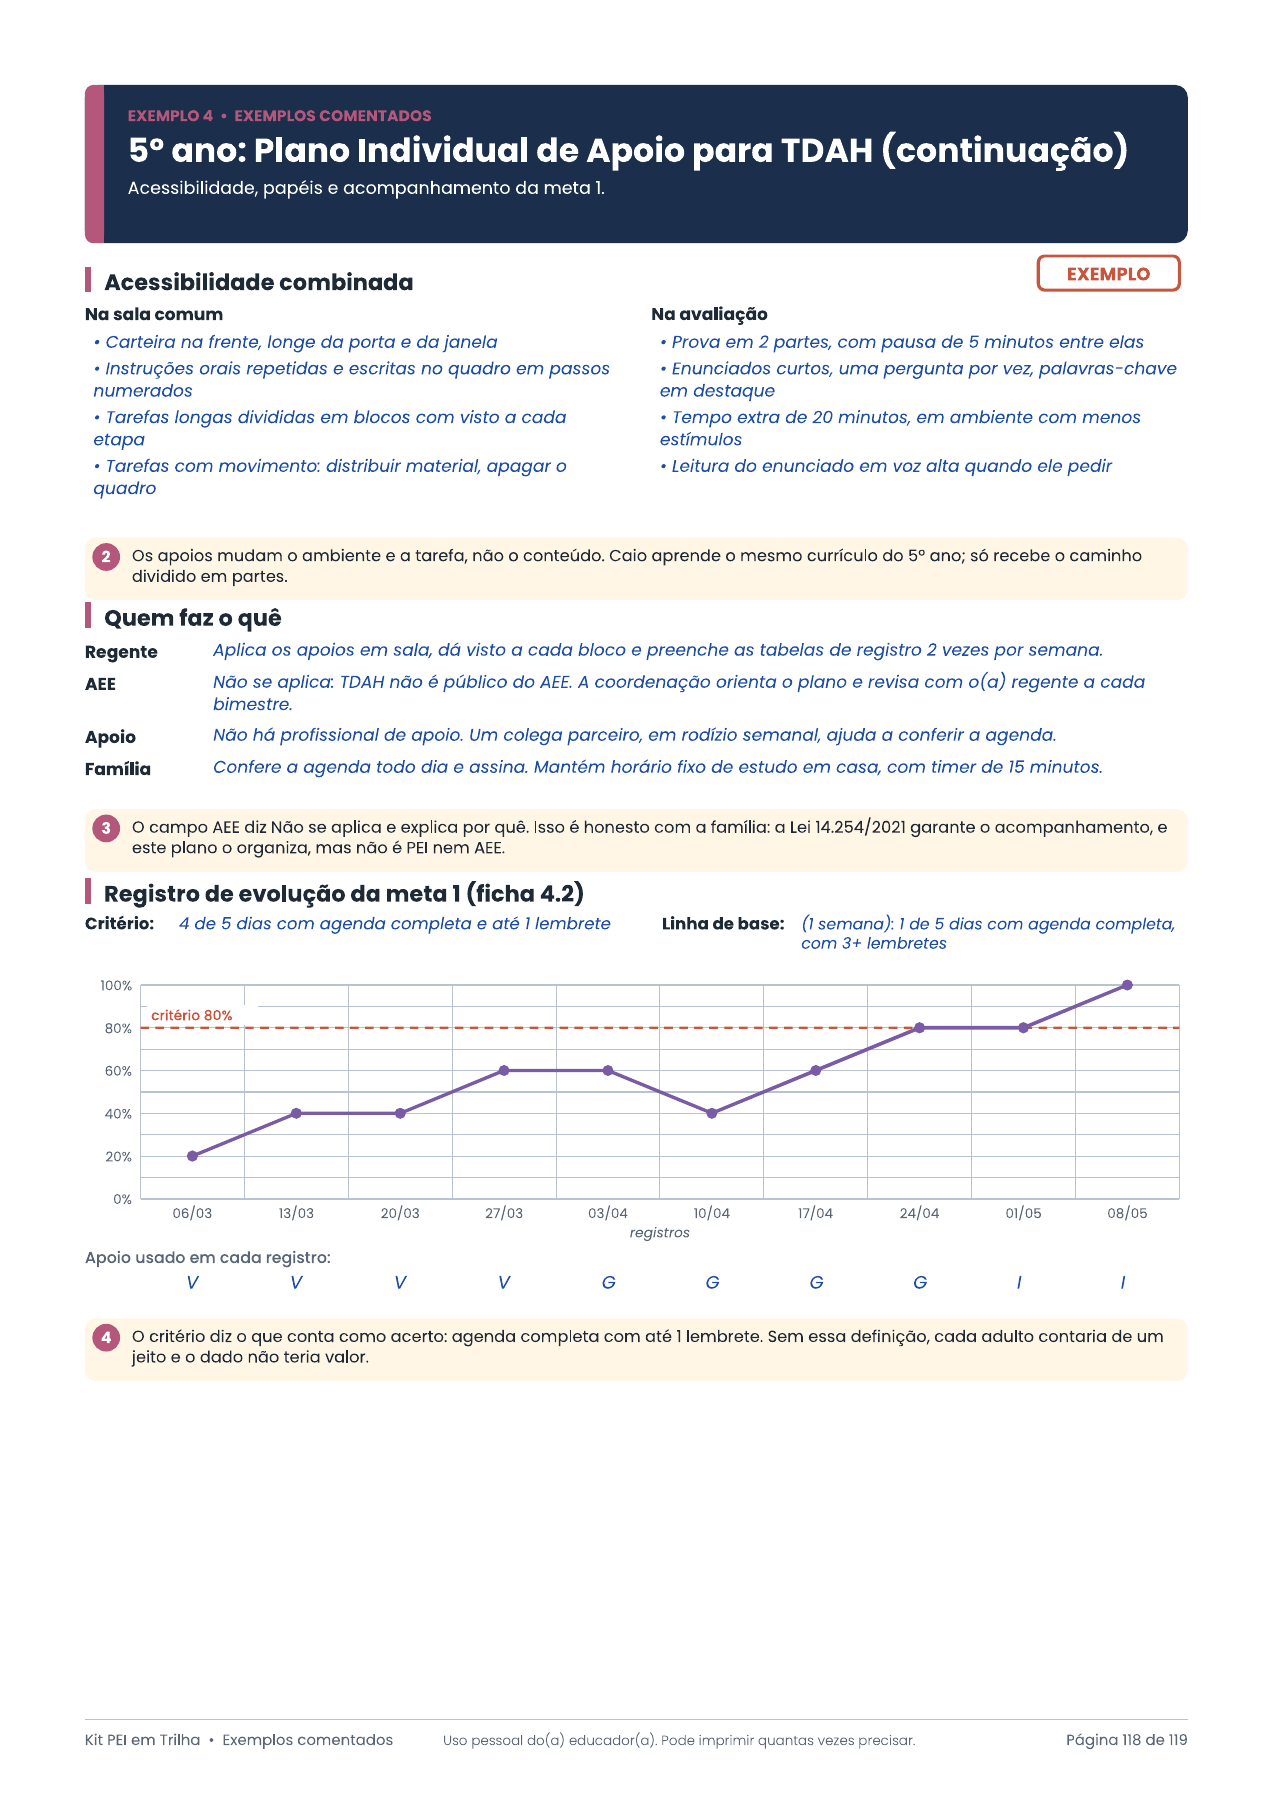 EXEMPLO 4 • EXEMPLOS COMENTADOS
5º ano: Plano Individual de Apoio para TDAH (continuação)
Acessibilidade, papéis e acompanhamento da meta 1.
EXEMPLO
Acessibilidade combinada
Na sala comum
• Carteira na frente, longe da porta e da janela
• Instruções orais repetidas e escritas no quadro em passos
numerados
• Tarefas longas divididas em blocos com visto a cada
etapa
• Tarefas com movimento: distribuir material, apagar o
quadro
Na avaliação
• Prova em 2 partes, com pausa de 5 minutos entre elas
• Enunciados curtos, uma pergunta por vez, palavras-chave
em destaque
• Tempo extra de 20 minutos, em ambiente com menos
estímulos
• Leitura do enunciado em voz alta quando ele pedir
2 Os apoios mudam o ambiente e a tarefa, não o conteúdo. Caio aprende o mesmo currículo do 5º ano; só recebe o caminho
dividido em partes.
Quem faz o quê
Regente Aplica os apoios em sala, dá visto a cada bloco e preenche as tabelas de registro 2 vezes por semana.
AEE Não se aplica: TDAH não é público do AEE. A coordenação orienta o plano e revisa com o(a) regente a cada
bimestre.
Apoio Não há profissional de apoio. Um colega parceiro, em rodízio semanal, ajuda a conferir a agenda.
Família Confere a agenda todo dia e assina. Mantém horário fixo de estudo em casa, com timer de 15 minutos.
3 O campo AEE diz Não se aplica e explica por quê. Isso é honesto com a família: a Lei 14.254/2021 garante o acompanhamento, e
este plano o organiza, mas não é PEI nem AEE.
Registro de evolução da meta 1 (ficha 4.2)
Critério: 4 de 5 dias com agenda completa e até 1 lembrete
Linha de base: (1 semana): 1 de 5 dias com agenda completa,
com 3+ lembretes
100%
critério 80%
80%
60%
40%
20%
0%
06/03 13/03 20/03 27/03 03/04 10/04 17/04 24/04 01/05 08/05
registros
Apoio usado em cada registro:
V V V V G G G G I I
4 O critério diz o que conta como acerto: agenda completa com até 1 lembrete. Sem essa definição, cada adulto contaria de um
jeito e o dado não teria valor.
Kit PEI em Trilha • Exemplos comentados Uso pessoal do(a) educador(a). Pode imprimir quantas vezes precisar. Página 118 de 119